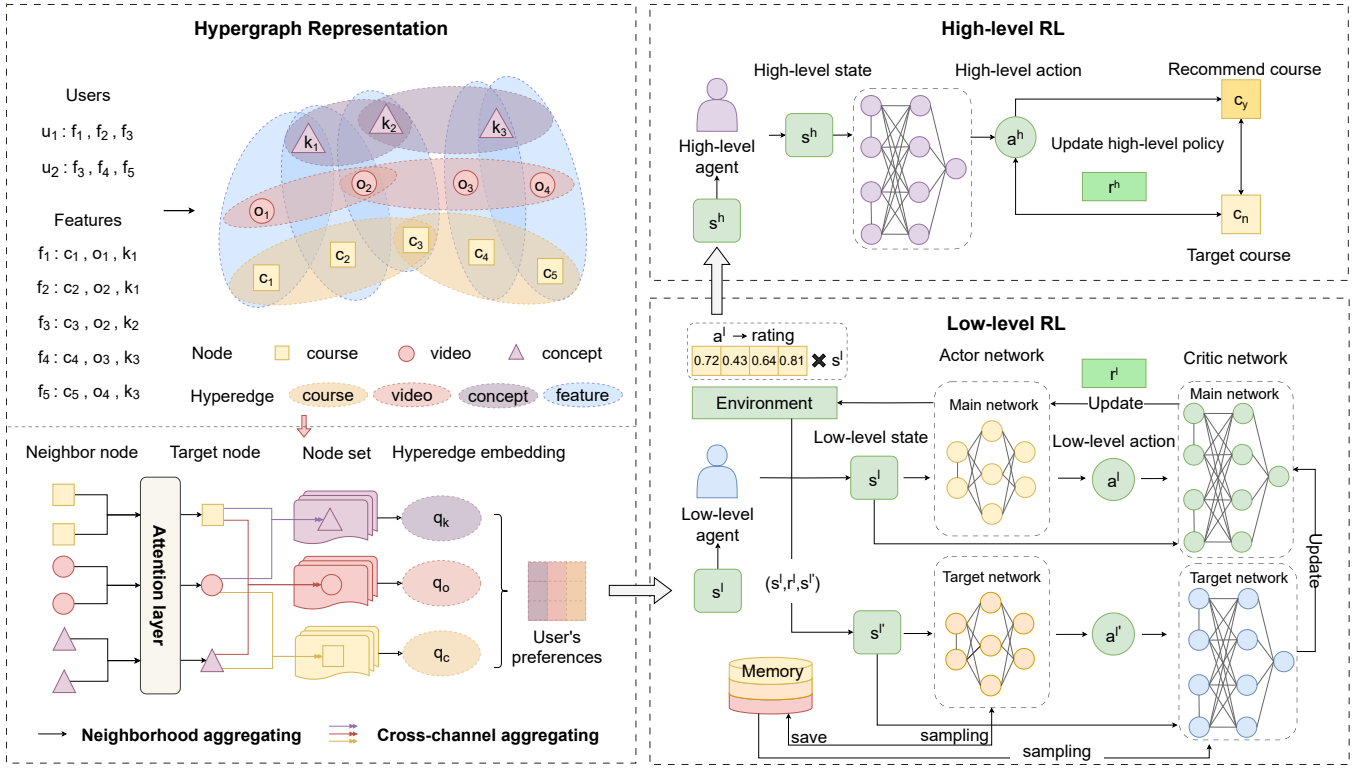 Hypergraph Representation
Users
u₁ : f₁ , f₂ , f₃
u₂ : f₃ , f₄ , f₅
Features
f₁ : c₁ , o₁ , k₁
f₂ : c₂ , o₂ , k₁
f₃ : c₃ , o₂ , k₂
f₄ : c₄ , o₃ , k₃
f₅ : c₅ , o₄ , k₃
k₁
k₂
k₃
o₁
o₂
o₃
o₄
c₁
c₂
c₃
c₄
c₅
Node course video concept
Hyperedge course video concept feature
Neighbor node Target node Node set Hyperedge embedding
Attention layer
qₖ
qₒ
q_c
User's
preferences
Neighborhood aggregating Cross-channel aggregating
High-level RL
High-level state High-level action Recommend course
High-level
agent
sʰ
sʰ
aʰ
c_y
Update high-level policy
rʰ
cₙ
Target course
Low-level RL
aˡ → rating
0.72 0.43 0.64 0.81 ✖ sˡ
Actor network
Critic network
rˡ
Environment
Main network
Update
Main network
Low-level state
Low-level action
sˡ
aˡ
Low-level
agent
sˡ
(sˡ,rˡ,sˡ')
Target network
Target network
Update
sˡ'
aˡ'
Memory
save
sampling
sampling